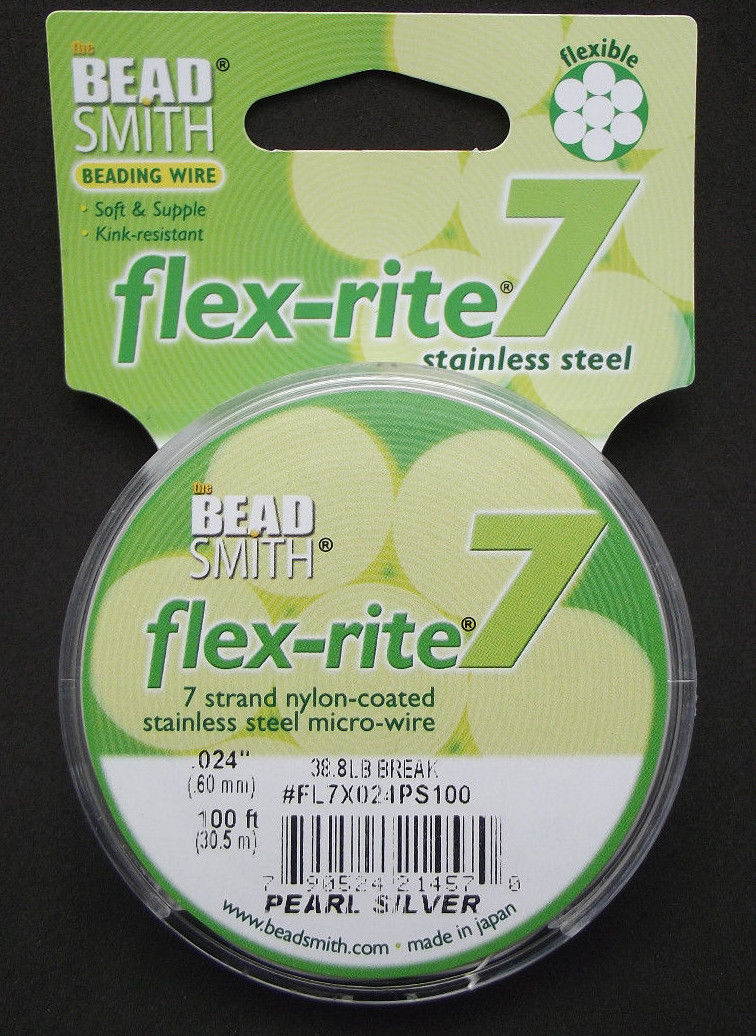 the
BEAD®
SMITH
BEADING WIRE
• Soft & Supple
• Kink-resistant
flexible
flex-rite® 7
stainless steel
the
BEAD
SMITH®
flex-rite® 7
7 strand nylon-coated
stainless steel micro-wire
.024"
(.60 mm)
100 ft
(30.5 m)
38.8LB BREAK
#FL7X024PS100
7 90524 21457 0
PEARL SILVER
www.beadsmith.com • made in japan